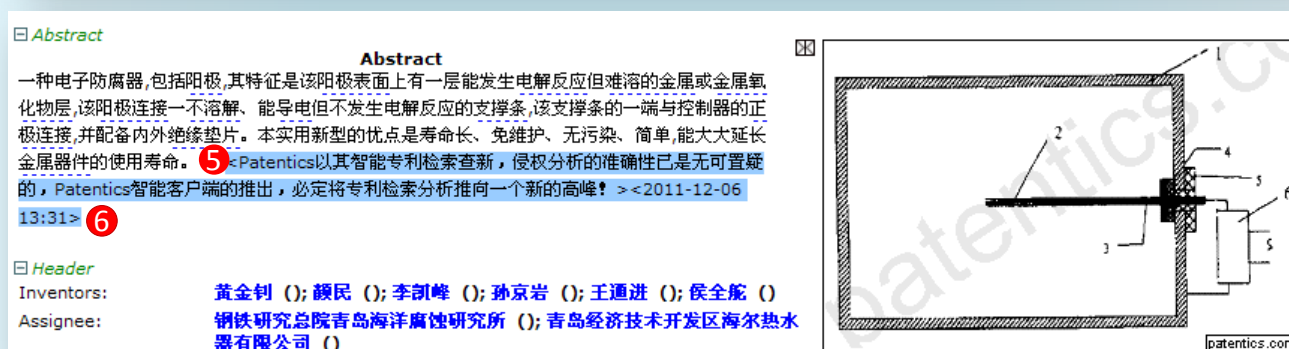 Abstract
Abstract
一种电子防腐器,包括阳极,其特征是该阳极表面上有一层能发生电解反应但难溶的金属或金属氧
化物层,该阳极连接一不溶解、能导电但不发生电解反应的支撑条,该支撑条的一端与控制器的正
极连接,并配备内外绝缘垫片。本实用新型的优点是寿命长、免维护、无污染、简单,能大大延长
金属器件的使用寿命。 5 <Patentics以其智能专利检索查新，侵权分析的准确性已是无可置疑
的，Patentics智能客户端的推出，必定将专利检索分析推向一个新的高峰！><2011-12-06
13:31> 6
Header
Inventors: 黄金钊 (); 颜民 (); 李凯峰 (); 孙京岩 (); 王通进 (); 侯全舵 ()
Assignee: 钢铁研究总院青岛海洋腐蚀研究所 (); 青岛经济技术开发区海尔热水
器有限公司 ()
1
2
4
5
6
3
S
patentics.com
patentics.co